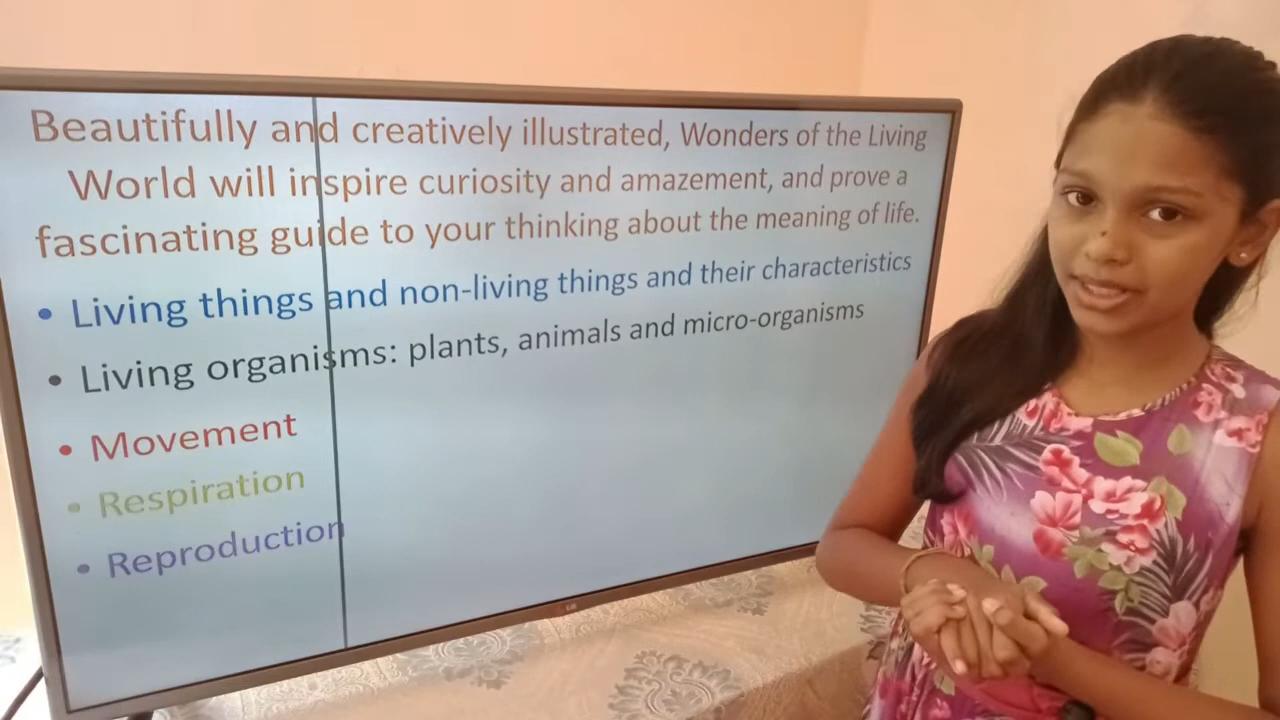 Beautifully and creatively illustrated, Wonders of the Living
World will inspire curiosity and amazement, and prove a
fascinating guide to your thinking about the meaning of life.
• Living things and non-living things and their characteristics
• Living organisms: plants, animals and micro-organisms
• Movement
• Respiration
• Reproduction
LG